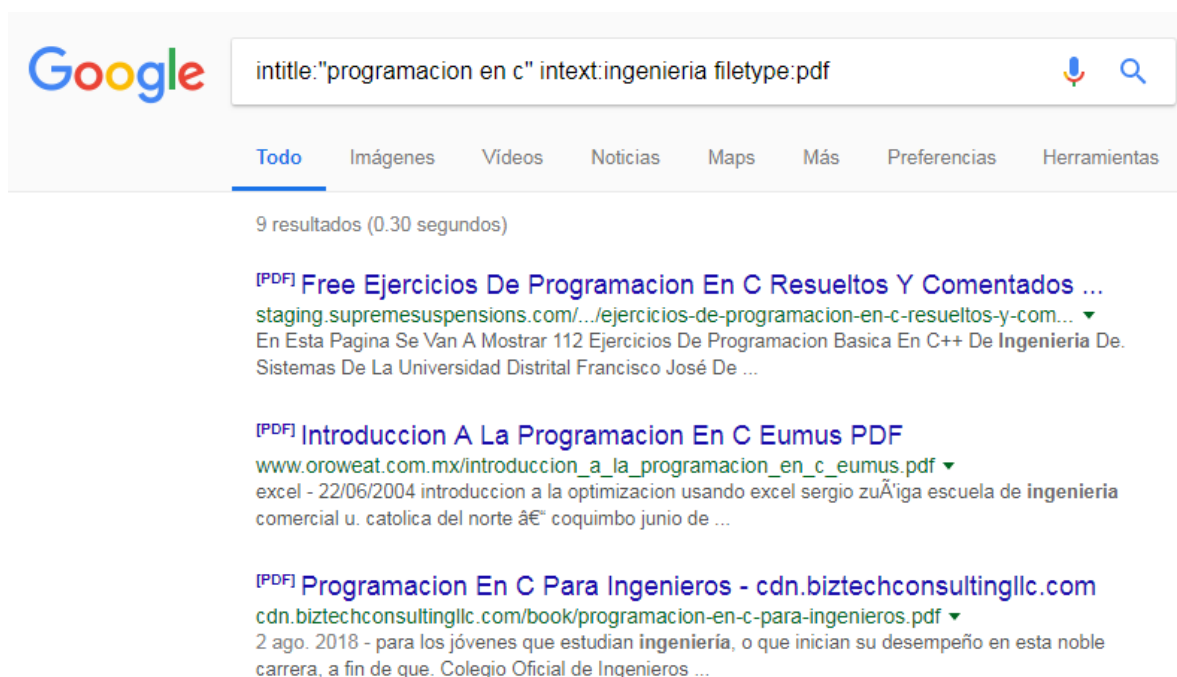 Google
intitle:"programacion en c" intext:ingenieria filetype:pdf
Todo Imágenes Vídeos Noticias Maps Más Preferencias Herramientas
9 resultados (0.30 segundos)
[PDF] Free Ejercicios De Programacion En C Resueltos Y Comentados ...
staging.supremesuspensions.com/.../ejercicios-de-programacion-en-c-resueltos-y-com... ▼
En Esta Pagina Se Van A Mostrar 112 Ejercicios De Programacion Basica En C++ De Ingenieria De.
Sistemas De La Universidad Distrital Francisco José De ...
[PDF] Introduccion A La Programacion En C Eumus PDF
www.oroweat.com.mx/introduccion_a_la_programacion_en_c_eumus.pdf ▼
excel - 22/06/2004 introduccion a la optimizacion usando excel sergio zuÃ'iga escuela de ingenieria
comercial u. catolica del norte â€“ coquimbo junio de ...
[PDF] Programacion En C Para Ingenieros - cdn.biztechconsultingllc.com
cdn.biztechconsultingllc.com/book/programacion-en-c-para-ingenieros.pdf ▼
2 ago. 2018 - para los jóvenes que estudian ingeniería, o que inician su desempeño en esta noble
carrera, a fin de que. Colegio Oficial de Ingenieros ...